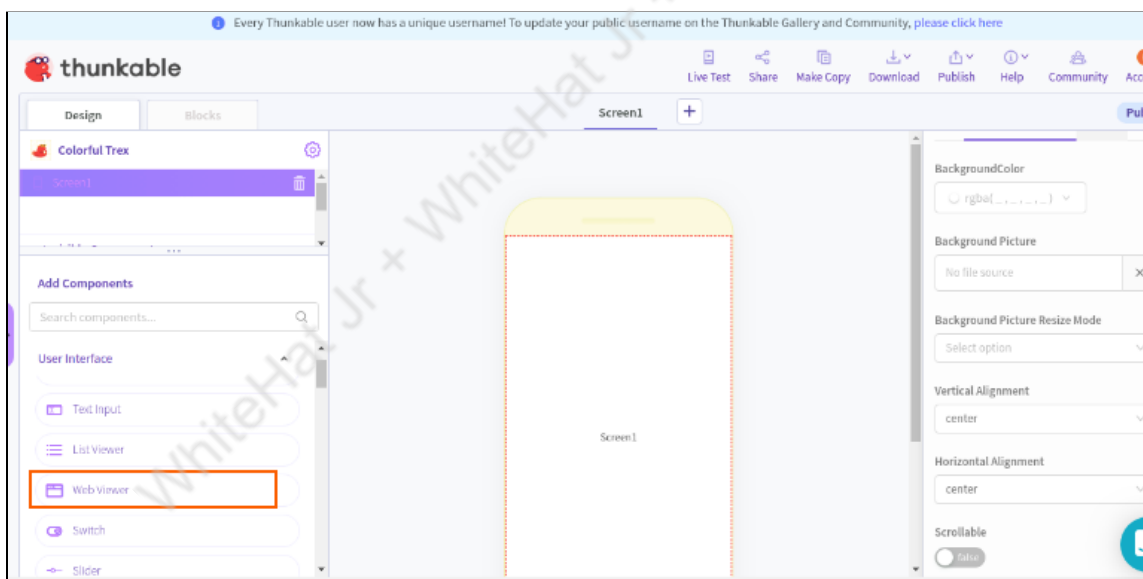 Every Thunkable user now has a unique username! To update your public username on the Thunkable Gallery and Community, please click here
thunkable
Live Test
Share
Make Copy
Download
Publish
Help
Community
Design
Blocks
Screen1
+
Colorful Trex
Screen1
Add Components
Search components...
User Interface
Text Input
List Viewer
Web Viewer
Switch
Slider
Screen1
BackgroundColor
rgba( _ , _ , _ , _ )
Background Picture
No file source
Background Picture Resize Mode
Select option
Vertical Alignment
center
Horizontal Alignment
center
Scrollable
false
WhiteHat Jr + WhiteHat Jr +